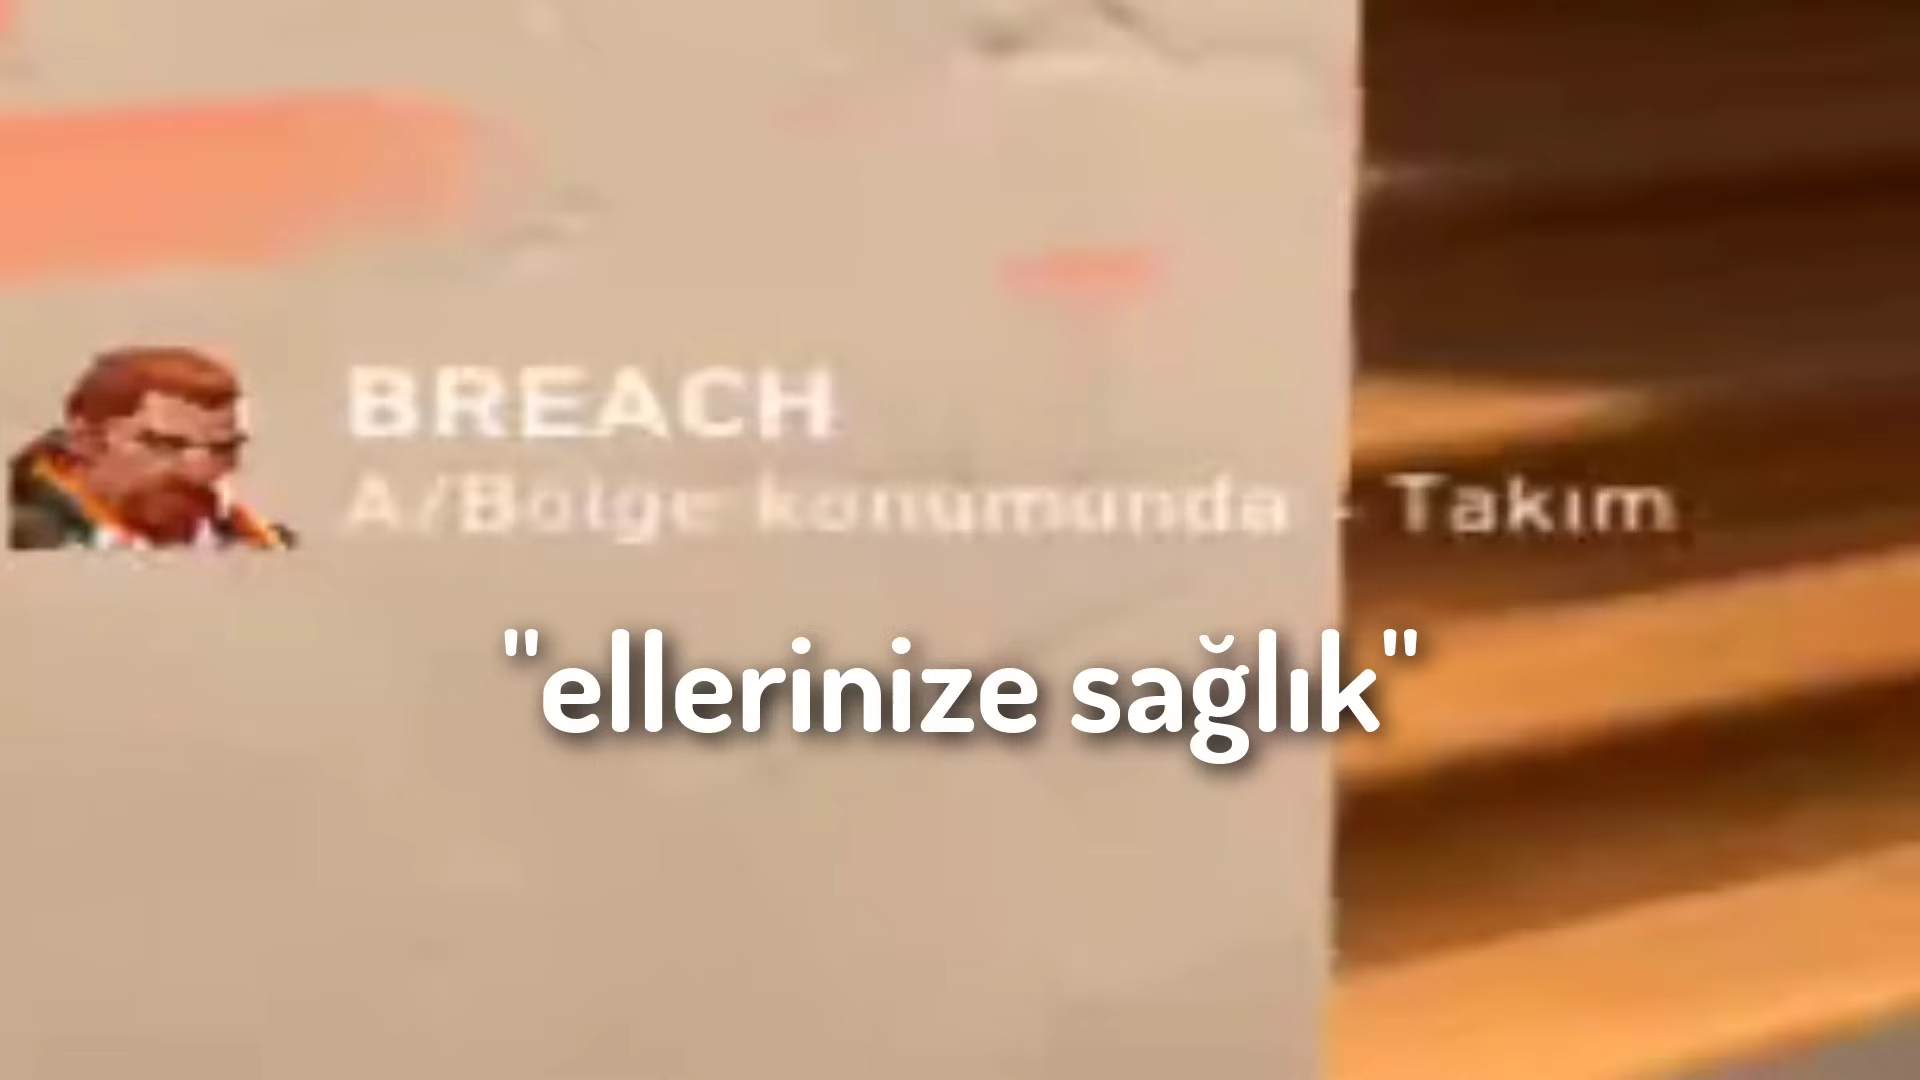 BREACH
A/Bölge konumunda - Takım
"ellerinize sağlık"